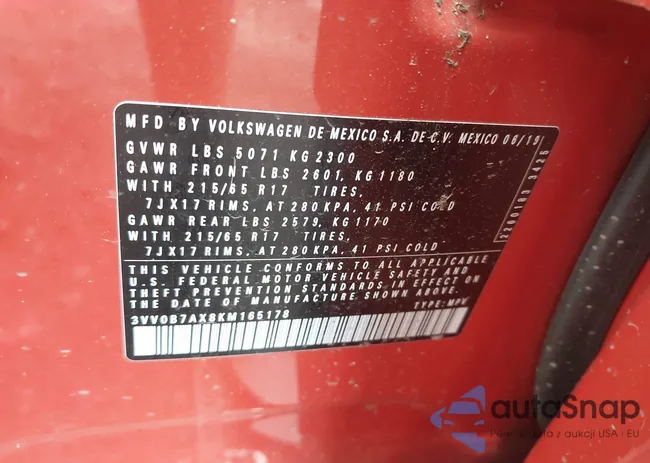 MFD BY VOLKSWAGEN DE MEXICO S.A. DE C.V. MEXICO 06/19
GVWR LBS 5071 KG 2300
GAWR FRONT LBS 2601, KG 1180
WITH 215/65 R17 TIRES,
7JX17 RIMS, AT 280 KPA, 41 PSI COLD
GAWR REAR LBS 2579, KG 1170
WITH 215/65 R17 TIRES,
7JX17 RIMS, AT 280 KPA, 41 PSI COLD
THIS VEHICLE CONFORMS TO ALL APPLICABLE
U.S. FEDERAL MOTOR VEHICLE SAFETY AND
THEFT PREVENTION STANDARDS IN EFFECT ON
THE DATE OF MANUFACTURE SHOWN ABOVE.
3VV0B7AX8KM165178 TYPE: MPV
autoSnap
aukcji USA · EU